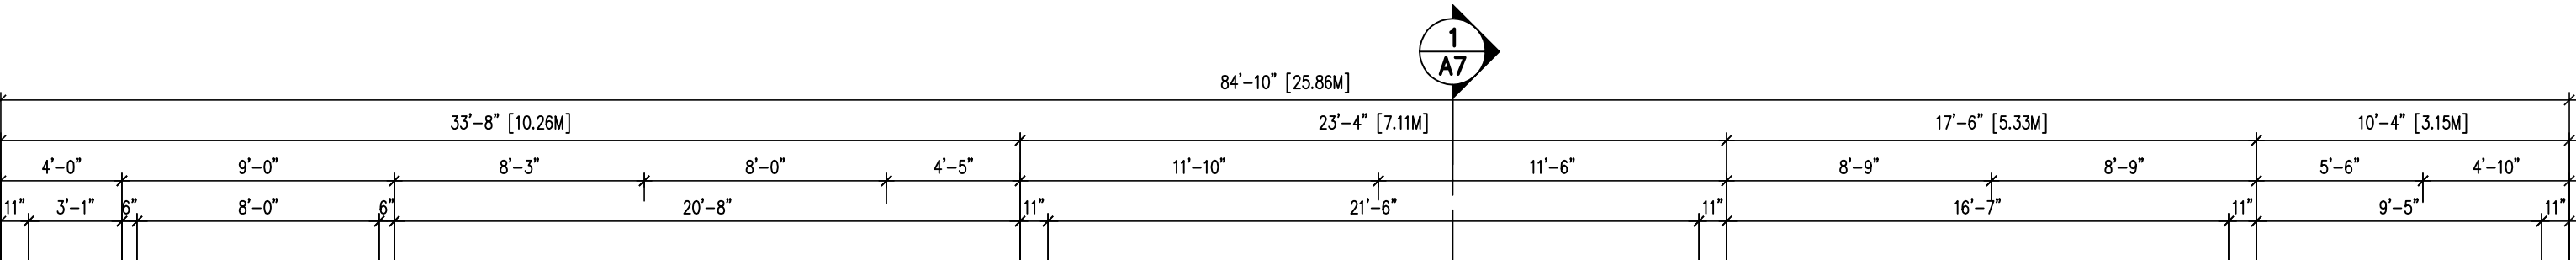 1
A7
84'-10" [25.86M]
33'-8" [10.26M] 23'-4" [7.11M] 17'-6" [5.33M] 10'-4" [3.15M]
4'-0" 9'-0" 8'-3" 8'-0" 4'-5" 11'-10" 11'-6" 8'-9" 8'-9" 5'-6" 4'-10"
11" 3'-1" 6" 8'-0" 6" 20'-8" 11" 21'-6" 11" 16'-7" 11" 9'-5" 11"